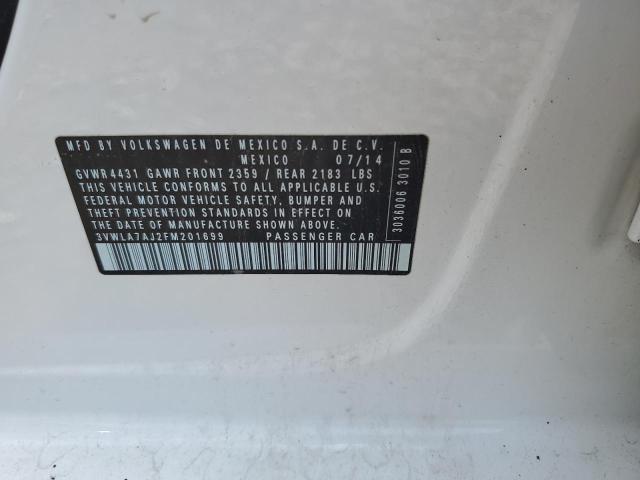 MFD BY VOLKSWAGEN DE MEXICO S.A. DE C.V.
MEXICO 07/14
GVWR 4431 GAWR FRONT 2359 / REAR 2183 LBS
THIS VEHICLE CONFORMS TO ALL APPLICABLE U.S.
FEDERAL MOTOR VEHICLE SAFETY, BUMPER AND
THEFT PREVENTION STANDARDS IN EFFECT ON
DATE OF MANUFACTURE SHOWN ABOVE.
3VWLA7AJ2FM201699 PASSENGER CAR
3036006 3010 B